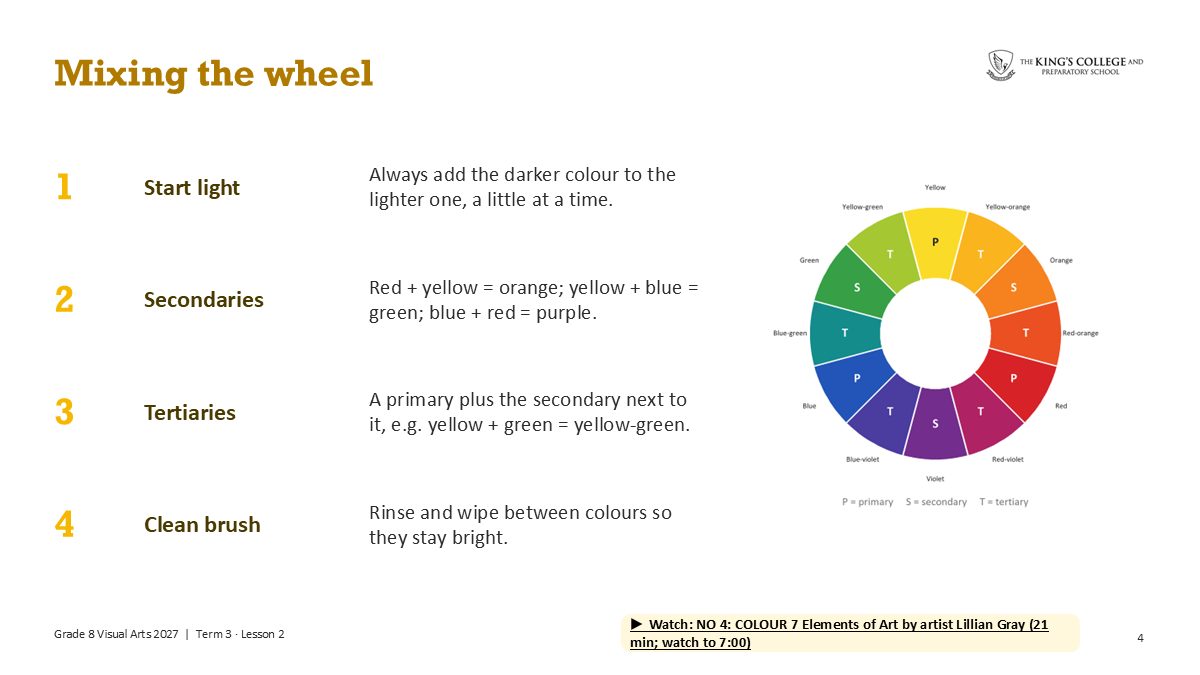 Mixing the wheel
THE KING'S COLLEGE AND
PREPARATORY SCHOOL
1
Start light
Always add the darker colour to the
lighter one, a little at a time.
2
Secondaries
Red + yellow = orange; yellow + blue =
green; blue + red = purple.
3
Tertiaries
A primary plus the secondary next to
it, e.g. yellow + green = yellow-green.
4
Clean brush
Rinse and wipe between colours so
they stay bright.
Yellow
Yellow-green
Yellow-orange
P
T
T
Green
Orange
S
S
Blue-green
T
T
Red-orange
P
P
Blue
Red
T
T
S
Blue-violet
Red-violet
Violet
P = primary S = secondary T = tertiary
Grade 8 Visual Arts 2027 | Term 3 · Lesson 2
▶ Watch: NO 4: COLOUR 7 Elements of Art by artist Lillian Gray (21
min; watch to 7:00)
4